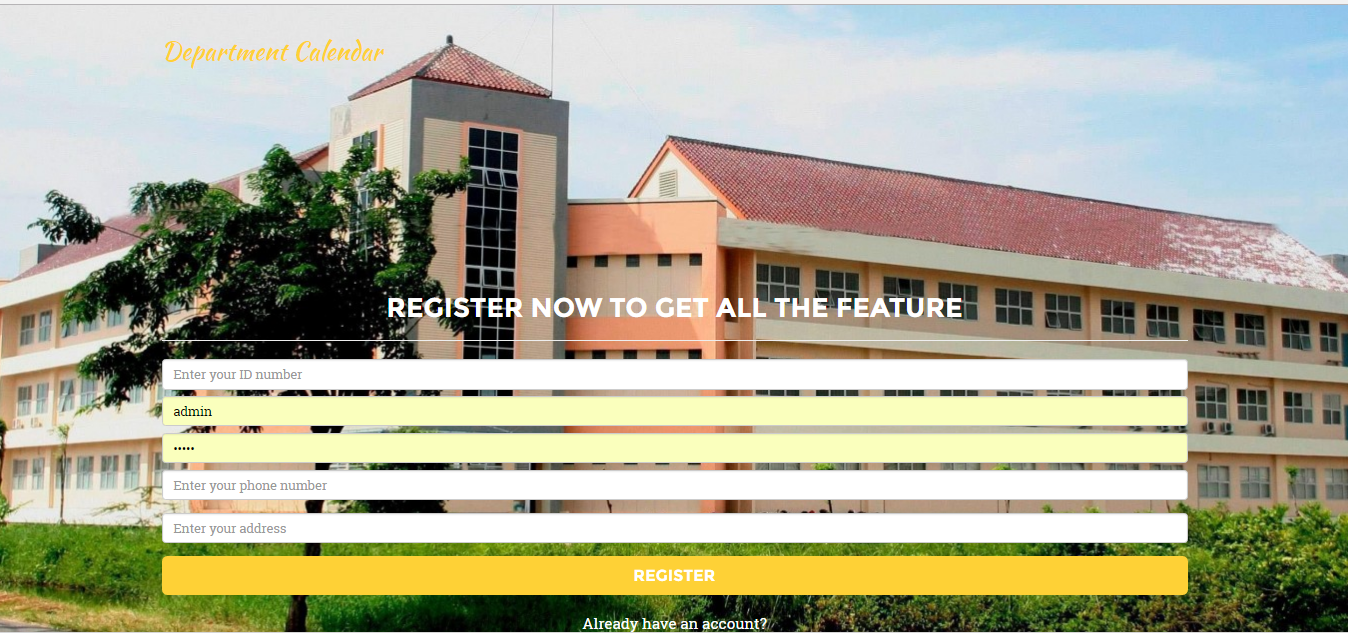 Department Calendar
REGISTER NOW TO GET ALL THE FEATURE
Enter your ID number
admin
•••••
Enter your phone number
Enter your address
REGISTER
Already have an account?